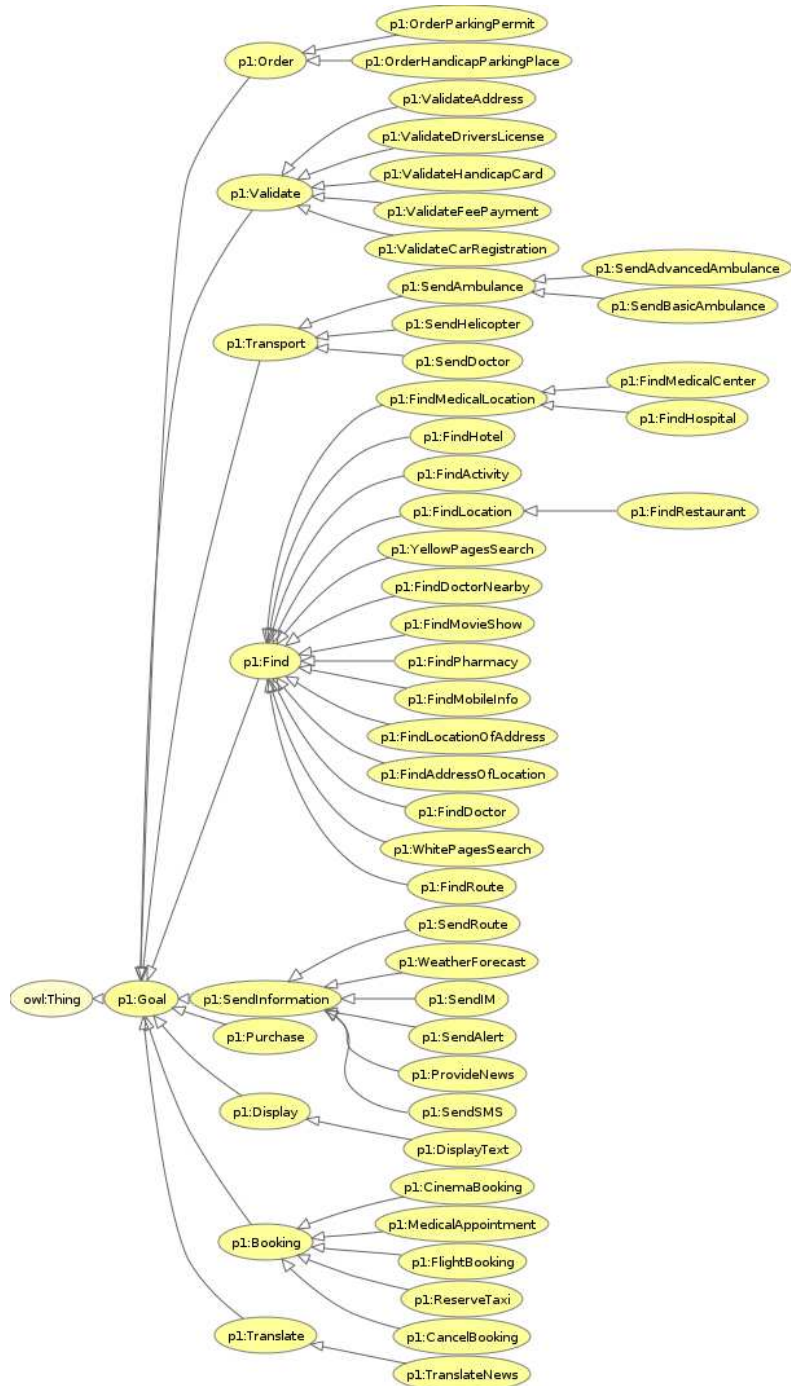 p1:OrderParkingPermit
p1:Order
p1:OrderHandicapParkingPlace
p1:ValidateAddress
p1:ValidateDriversLicense
p1:ValidateHandicapCard
p1:Validate
p1:ValidateFeePayment
p1:ValidateCarRegistration
p1:SendAdvancedAmbulance
p1:SendAmbulance
p1:SendBasicAmbulance
p1:SendHelicopter
p1:Transport
p1:SendDoctor
p1:FindMedicalCenter
p1:FindMedicalLocation
p1:FindHospital
p1:FindHotel
p1:FindActivity
p1:FindLocation
p1:FindRestaurant
p1:YellowPagesSearch
p1:FindDoctorNearby
p1:FindMovieShow
p1:Find
p1:FindPharmacy
p1:FindMobileInfo
p1:FindLocationOfAddress
p1:FindAddressOfLocation
p1:FindDoctor
p1:WhitePagesSearch
p1:FindRoute
p1:SendRoute
p1:WeatherForecast
owl:Thing
p1:Goal
p1:SendInformation
p1:SendIM
p1:Purchase
p1:SendAlert
p1:ProvideNews
p1:Display
p1:SendSMS
p1:DisplayText
p1:CinemaBooking
p1:MedicalAppointment
p1:Booking
p1:FlightBooking
p1:ReserveTaxi
p1:Translate
p1:CancelBooking
p1:TranslateNews